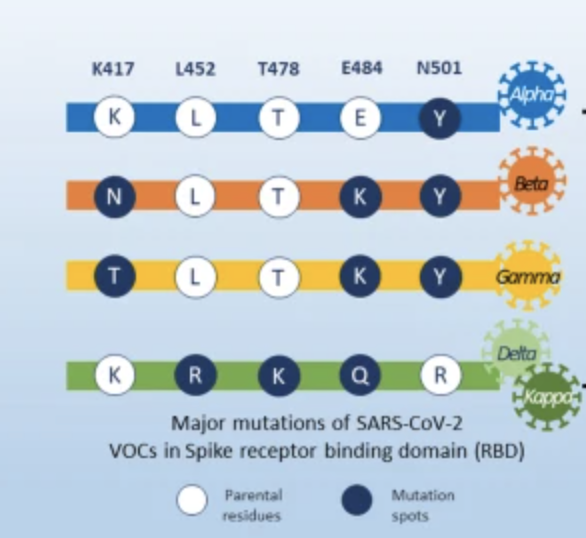 K417 L452 T478 E484 N501
K L T E Y Alpha
N L T K Y Beta
T L T K Y Gamma
Delta
K R K Q R
Kappa
Major mutations of SARS-CoV-2
VOCs in Spike receptor binding domain (RBD)
Parental residues
Mutation spots